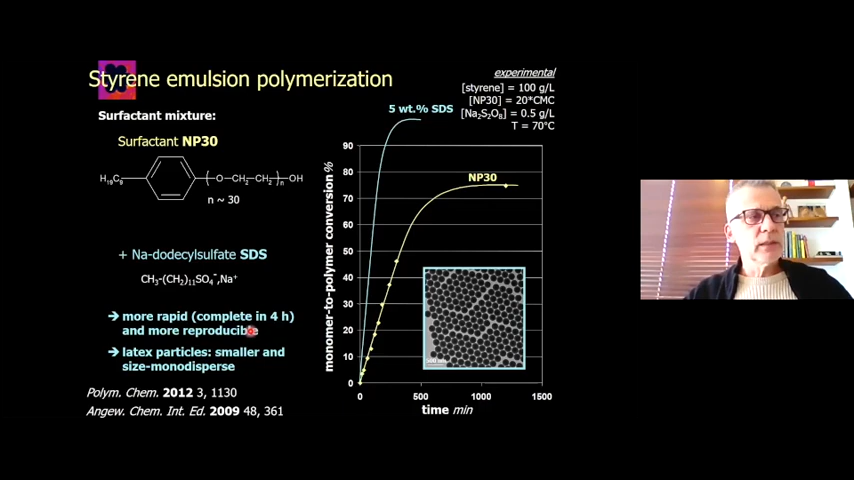 Styrene emulsion polymerization
experimental
[styrene] = 100 g/L
[NP30] = 20*CMC
[Na2S2O8] = 0.5 g/L
T = 70°C
Surfactant mixture:
Surfactant NP30
H19C9
O—CH2—CH2
n
OH
n ~ 30
+ Na-dodecylsulfate SDS
CH3-(CH2)11SO4-,Na+
→ more rapid (complete in 4 h)
and more reproducible
→ latex particles: smaller and
size-monodisperse
Polym. Chem. 2012 3, 1130
Angew. Chem. Int. Ed. 2009 48, 361
5 wt.% SDS
NP30
monomer-to-polymer conversion %
90
80
70
60
50
40
30
20
10
0
0 500 1000 1500
time min